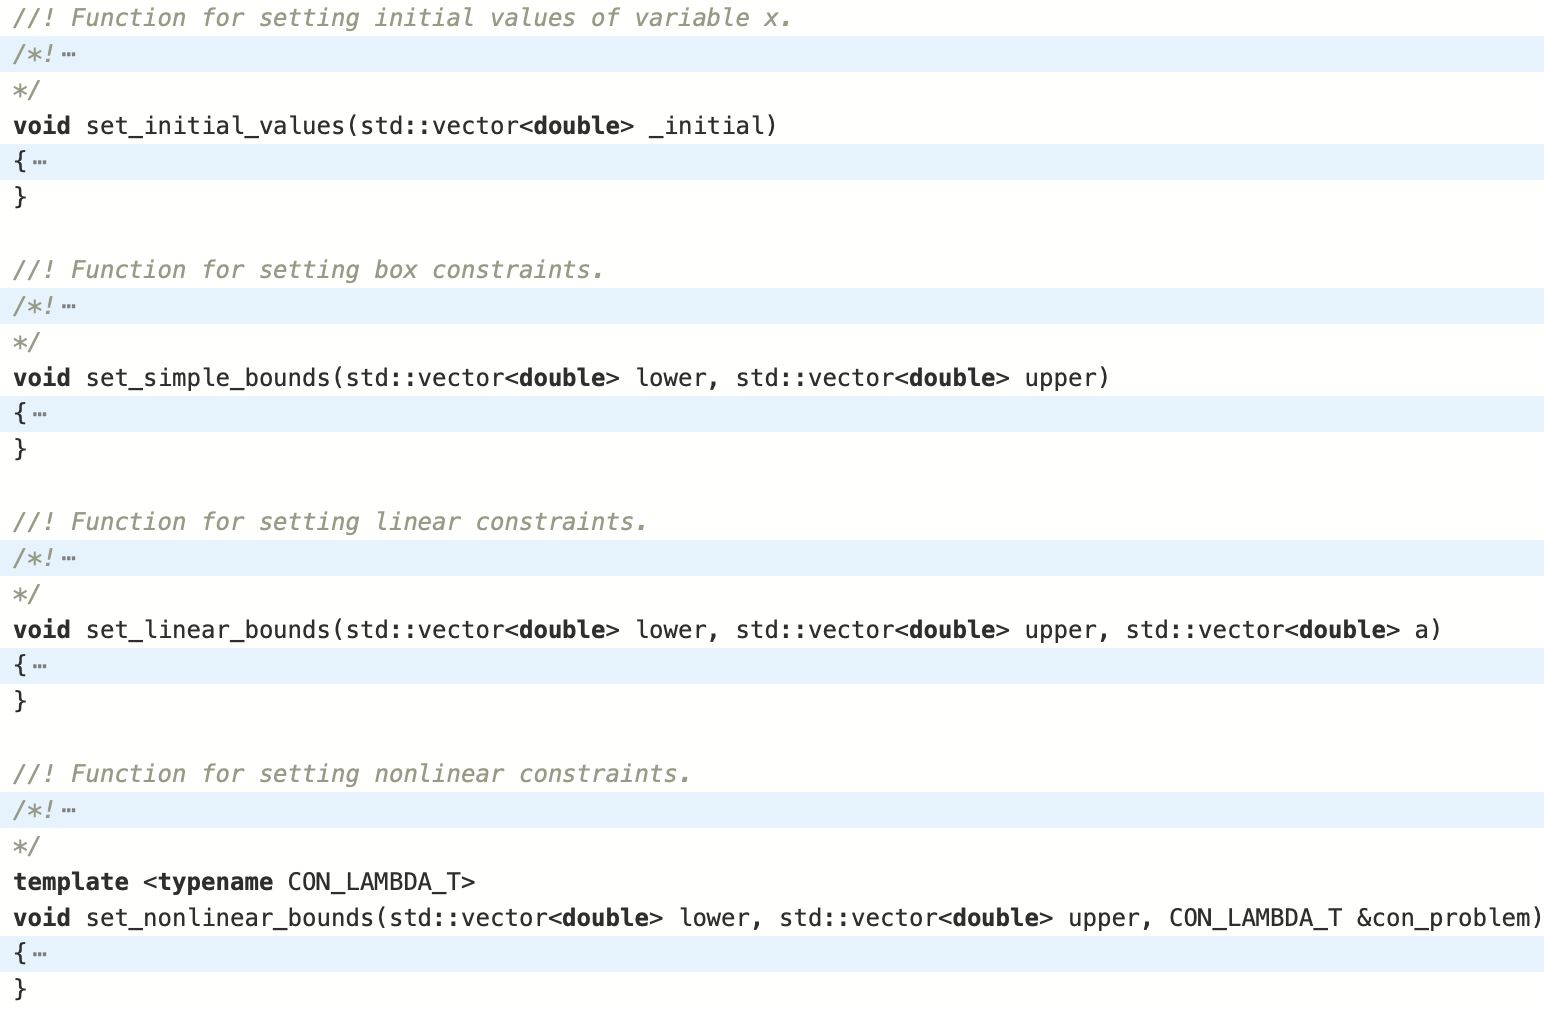 //! Function for setting initial values of variable x.
/*! ⋯
*/
void set_initial_values(std::vector<double> _initial)
{ ⋯
}
//! Function for setting box constraints.
/*! ⋯
*/
void set_simple_bounds(std::vector<double> lower, std::vector<double> upper)
{ ⋯
}
//! Function for setting linear constraints.
/*! ⋯
*/
void set_linear_bounds(std::vector<double> lower, std::vector<double> upper, std::vector<double> a)
{ ⋯
}
//! Function for setting nonlinear constraints.
/*! ⋯
*/
template <typename CON_LAMBDA_T>
void set_nonlinear_bounds(std::vector<double> lower, std::vector<double> upper, CON_LAMBDA_T &con_problem)
{ ⋯
}